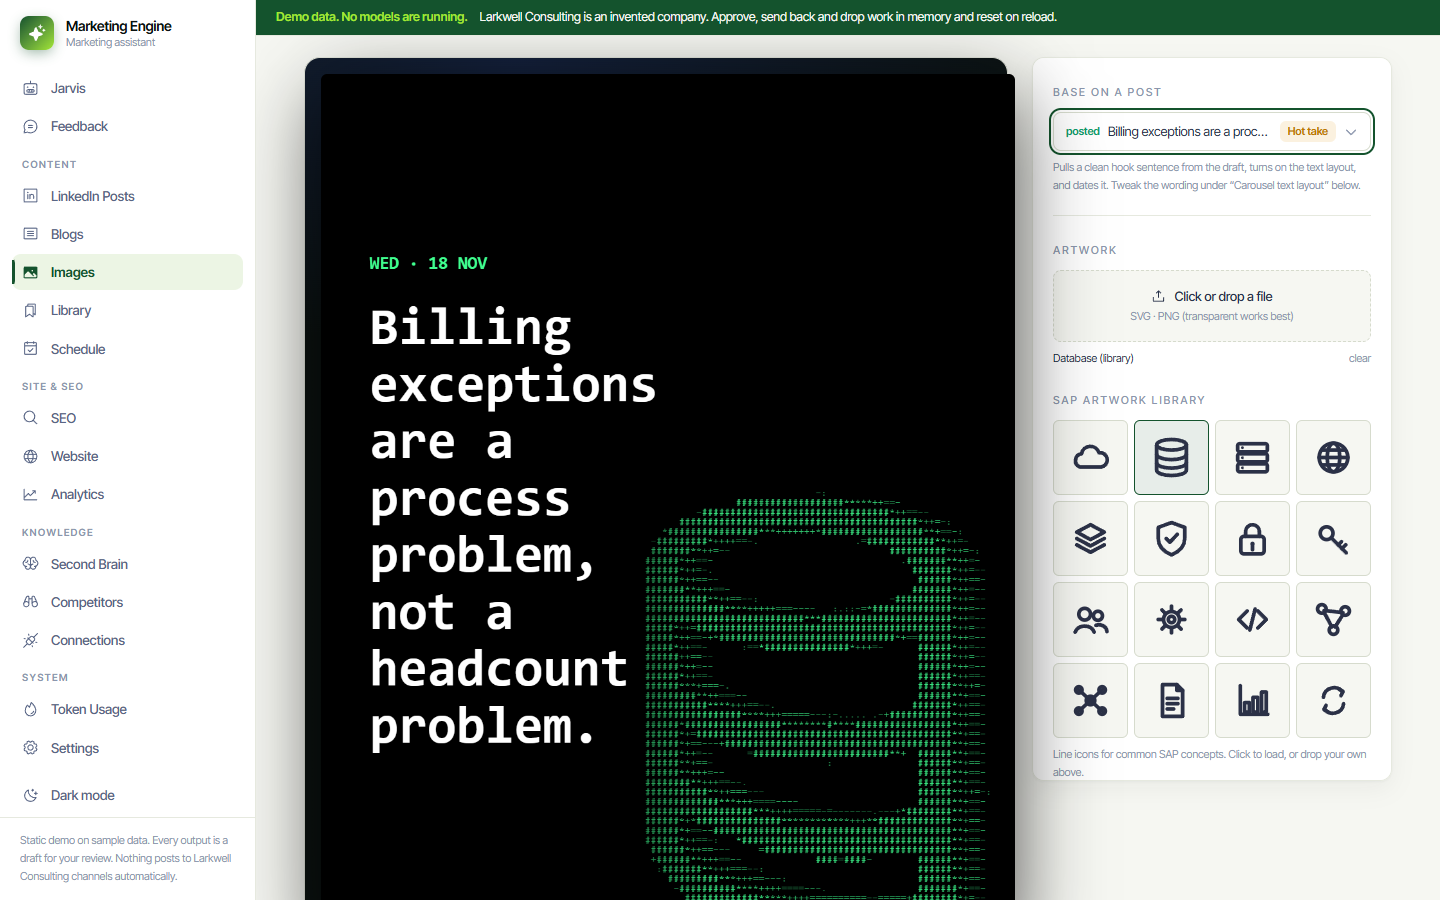 Marketing Engine
Marketing assistant
Jarvis
Feedback
CONTENT
LinkedIn Posts
Blogs
Images
Library
Schedule
SITE & SEO
SEO
Website
Analytics
KNOWLEDGE
Second Brain
Competitors
Connections
SYSTEM
Token Usage
Settings
Dark mode
Static demo on sample data. Every output is a
draft for your review. Nothing posts to Larkwell
Consulting channels automatically.
Demo data. No models are running. Larkwell Consulting is an invented company. Approve, send back and drop work in memory and reset on reload.
WED · 18 NOV
Billing
exceptions
are a
process
problem,
not a
headcount
problem.
BASE ON A POST
posted Billing exceptions are a proc... Hot take
Pulls a clean hook sentence from the draft, turns on the text layout,
and dates it. Tweak the wording under “Carousel text layout” below.
ARTWORK
Click or drop a file
SVG · PNG (transparent works best)
Database (library) clear
SAP ARTWORK LIBRARY
Line icons for common SAP concepts. Click to load, or drop your own
above.